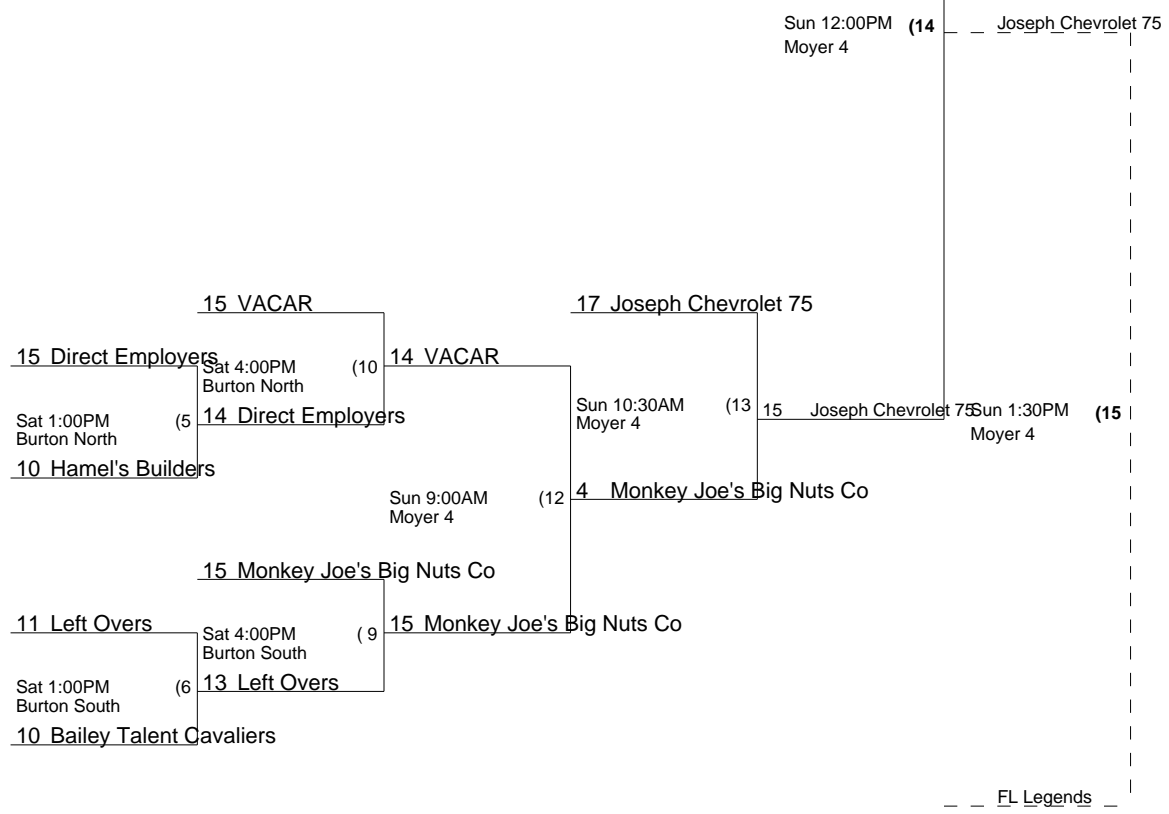 Sun 12:00PM (14 Joseph Chevrolet 75
Moyer 4
15 VACAR
17 Joseph Chevrolet 75
15 Direct Employers
Sat 4:00PM (10
Burton North
14 VACAR
Sun 10:30AM (13
Moyer 4
15 Joseph Chevrolet 75
Sun 1:30PM (15
Moyer 4
Sat 1:00PM (5
Burton North
14 Direct Employers
10 Hamel's Builders
Sun 9:00AM (12
Moyer 4
4 Monkey Joe's Big Nuts Co
15 Monkey Joe's Big Nuts Co
11 Left Overs
Sat 4:00PM ( 9
Burton South
15 Monkey Joe's Big Nuts Co
Sat 1:00PM (6
Burton South
13 Left Overs
10 Bailey Talent Cavaliers
FL Legends